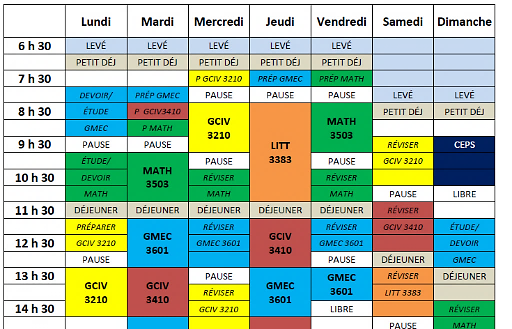 Lundi Mardi Mercredi Jeudi Vendredi Samedi Dimanche
6 h 30 LEVÉ LEVÉ LEVÉ LEVÉ LEVÉ
PETIT DÉJ PETIT DÉJ PETIT DÉJ PETIT DÉJ PETIT DÉJ
7 h 30 P GCIV 3210 PRÉP GMEC PRÉP MATH
DEVOIR/ PRÉP GMEC PAUSE PAUSE PAUSE LEVÉ LEVÉ
8 h 30 ÉTUDE P GCIV3410 GCIV 3210 LITT 3383 MATH 3503 PETIT DÉJ PETIT DÉJ
GMEC P MATH
9 h 30 PAUSE PAUSE RÉVISER CEPS
ÉTUDE/ MATH 3503 PAUSE PAUSE GCIV 3210
10 h 30 DEVOIR RÉVISER RÉVISER
MATH MATH MATH PAUSE LIBRE
11 h 30 DÉJEUNER DÉJEUNER DÉJEUNER DÉJEUNER DÉJEUNER RÉVISER
PRÉPARER GMEC 3601 RÉVISER GCIV 3410 RÉVISER GCIV 3410 ÉTUDE/
12 h 30 GCIV 3210 GMEC 3601 GMEC 3601 DEVOIR
PAUSE PAUSE DÉJEUNER GMEC
13 h 30 GCIV 3210 GCIV 3410 PAUSE GMEC 3601 GMEC 3601 RÉVISER DÉJEUNER
RÉVISER LITT 3383
14 h 30 GCIV 3210 LIBRE RÉVISER
PAUSE MATH